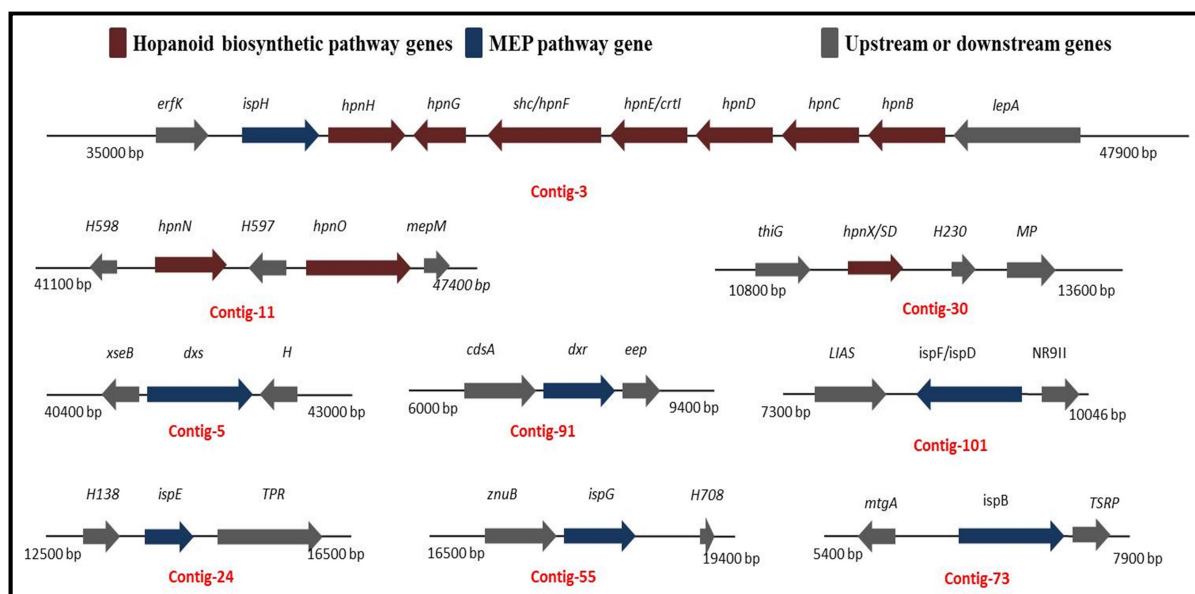 Hopanoid biosynthetic pathway genes MEP pathway gene Upstream or downstream genes
erfK ispH hpnH hpnG shc/hpnF hpnE/crtI hpnD hpnC hpnB lepA
35000 bp 47900 bp
Contig-3
H598 hpnN H597 hpnO mepM
41100 bp 47400 bp
Contig-11
thiG hpnX/SD H230 MP
10800 bp 13600 bp
Contig-30
xseB dxs H
40400 bp 43000 bp
Contig-5
cdsA dxr eep
6000 bp 9400 bp
Contig-91
LIAS ispF/ispD NR9II
7300 bp 10046 bp
Contig-101
H138 ispE TPR
12500 bp 16500 bp
Contig-24
znuB ispG H708
16500 bp 19400 bp
Contig-55
mtgA ispB TSRP
5400 bp 7900 bp
Contig-73